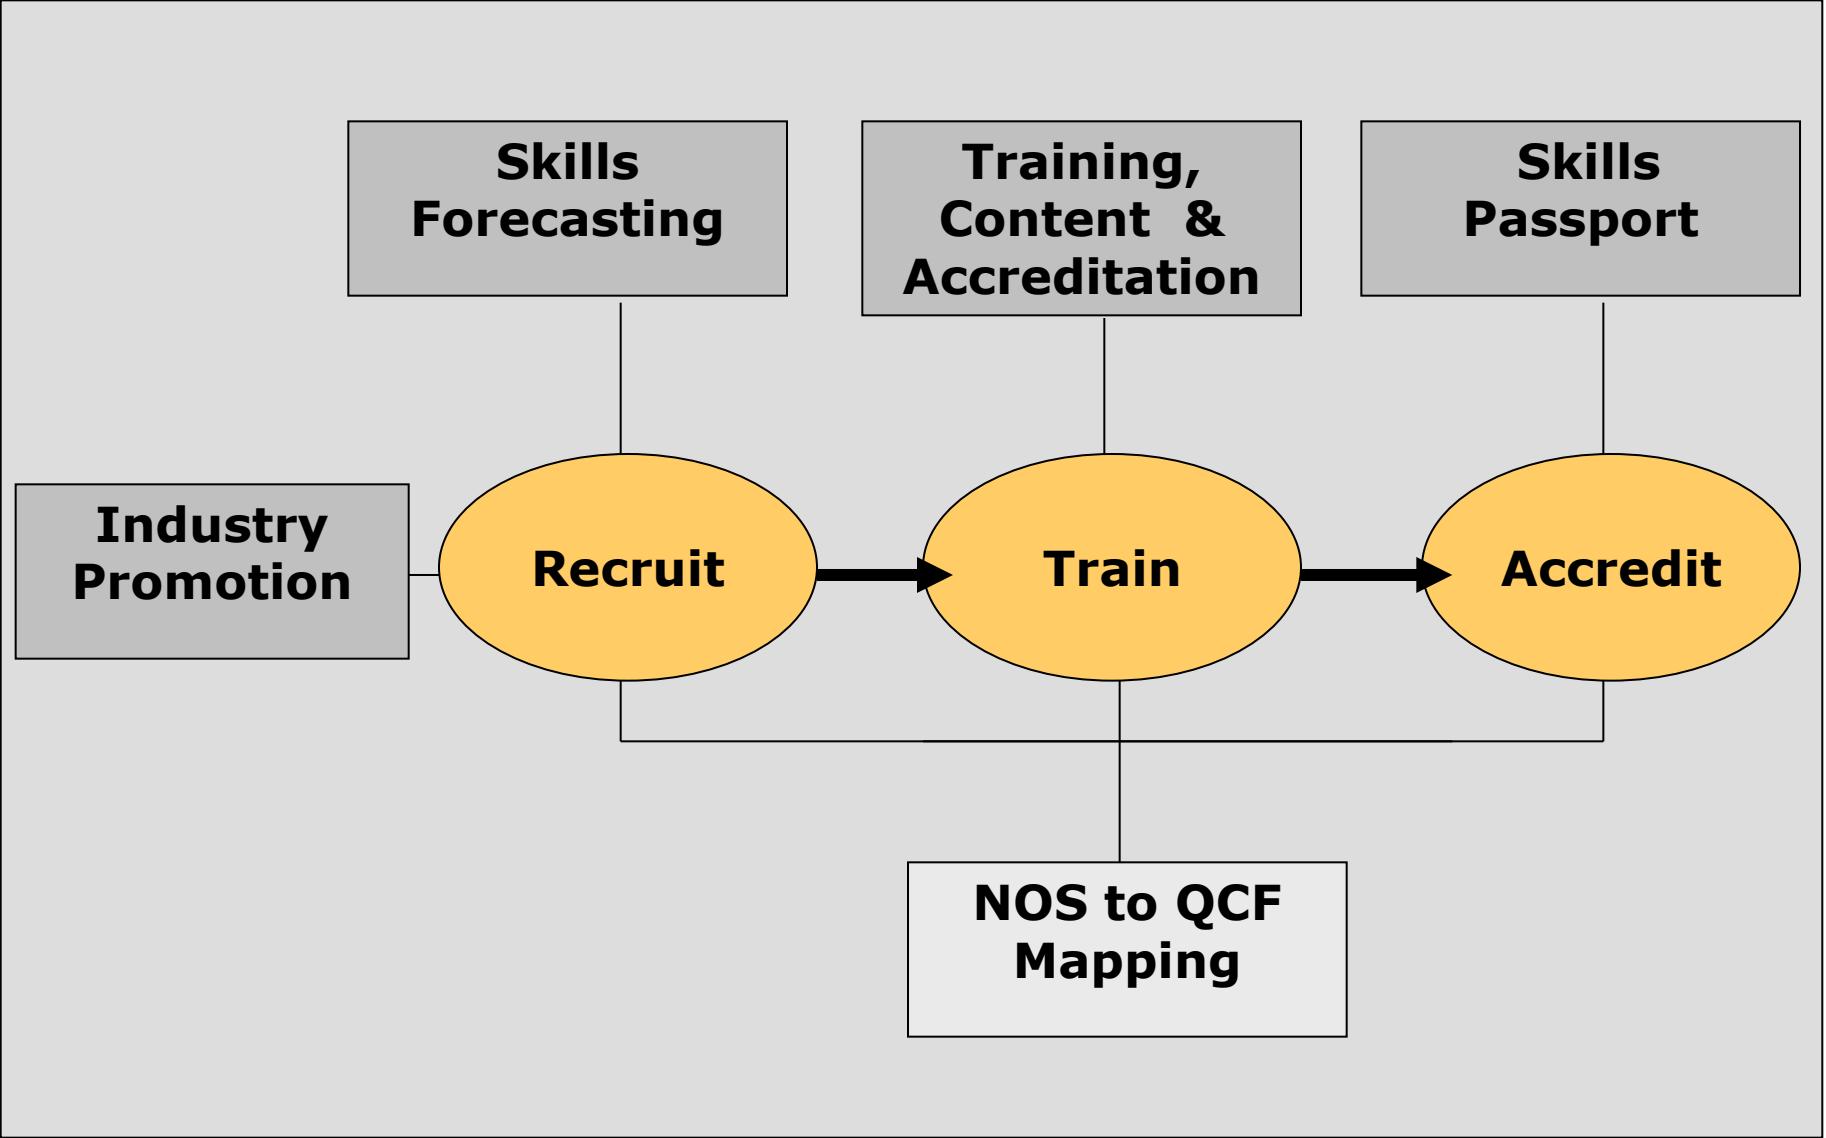 Skills
Forecasting
Training,
Content & 
Accreditation
Skills
Passport
Industry
Promotion
Recruit
Train
Accredit
NOS to QCF
Mapping